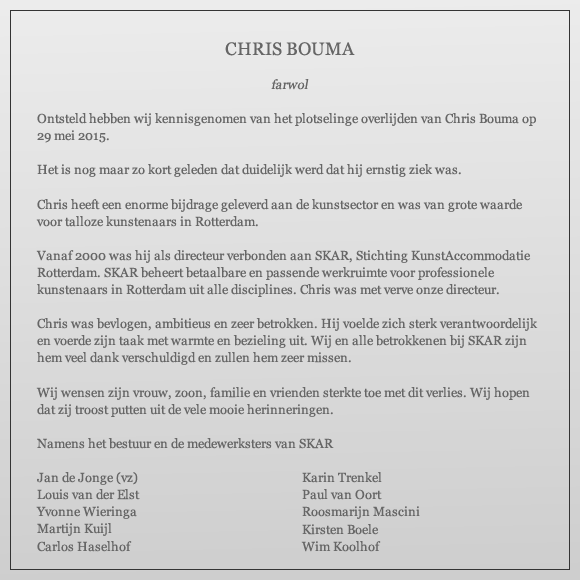 CHRIS BOUMA
farwol
Ontsteld hebben wij kennisgenomen van het plotselinge overlijden van Chris Bouma op
29 mei 2015.
Het is nog maar zo kort geleden dat duidelijk werd dat hij ernstig ziek was.
Chris heeft een enorme bijdrage geleverd aan de kunstsector en was van grote waarde
voor talloze kunstenaars in Rotterdam.
Vanaf 2000 was hij als directeur verbonden aan SKAR, Stichting KunstAccommodatie
Rotterdam. SKAR beheert betaalbare en passende werkruimte voor professionele
kunstenaars in Rotterdam uit alle disciplines. Chris was met verve onze directeur.
Chris was bevlogen, ambitieus en zeer betrokken. Hij voelde zich sterk verantwoordelijk
en voerde zijn taak met warmte en bezieling uit. Wij en alle betrokkenen bij SKAR zijn
hem veel dank verschuldigd en zullen hem zeer missen.
Wij wensen zijn vrouw, zoon, familie en vrienden sterkte toe met dit verlies. Wij hopen
dat zij troost putten uit de vele mooie herinneringen.
Namens het bestuur en de medewerksters van SKAR
Jan de Jonge (vz)
Louis van der Elst
Yvonne Wieringa
Martijn Kuijl
Carlos Haselhof
Karin Trenkel
Paul van Oort
Roosmarijn Mascini
Kirsten Boele
Wim Koolhof